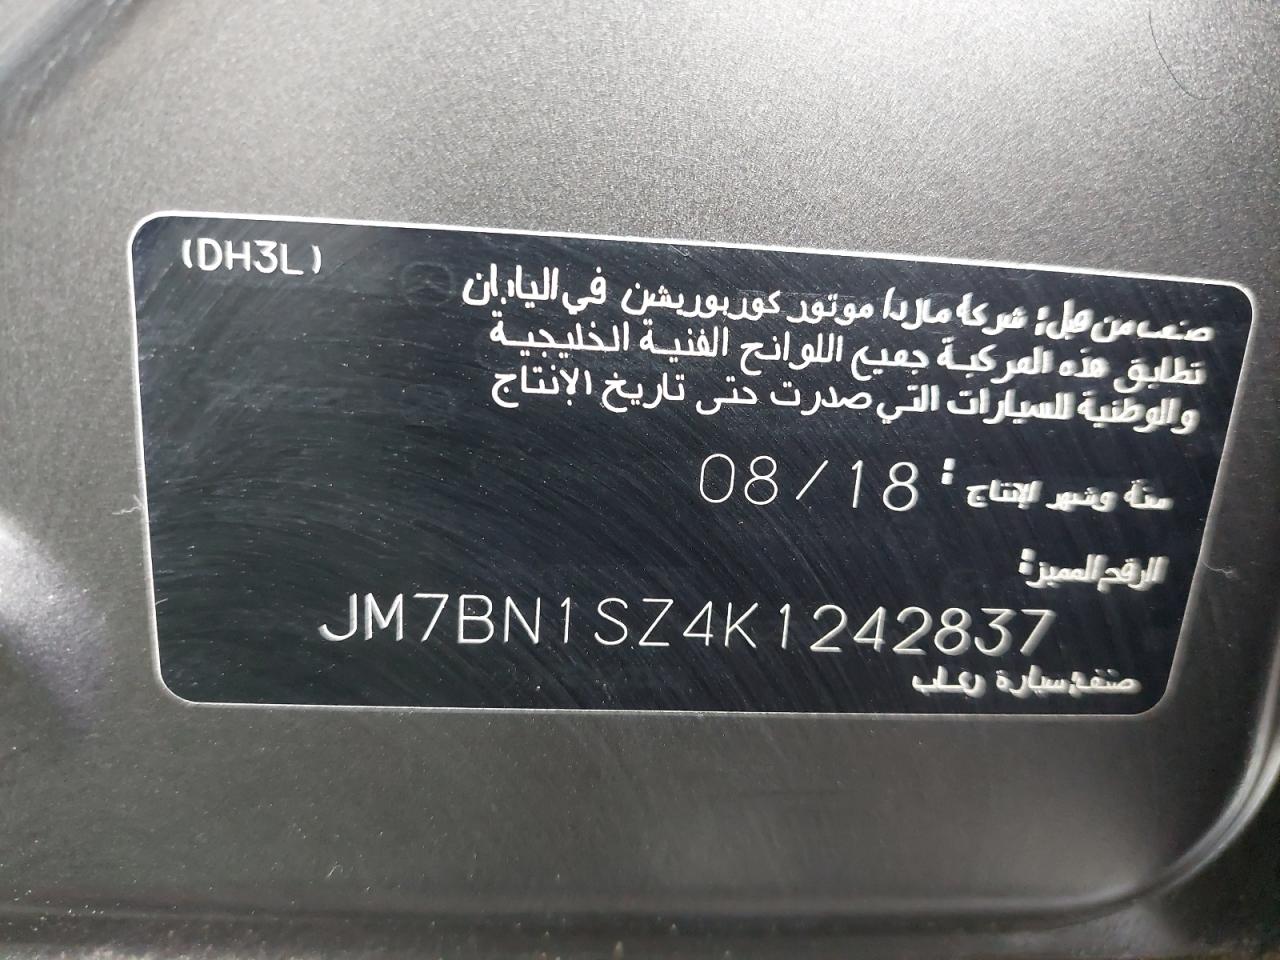 (DH3L)
صنعت من قبل: شركة مازدا موتور كوربوريشن في اليابان
تطابق هذه المركبة جميع اللوائح الفنية الخليجية
والوطنية للسيارات التي صدرت حتى تاريخ الإنتاج
سنة وشهر الإنتاج : 08/18
الرقم المميز:
JM7BN1SZ4K1242837
صنف: سيارة ركاب